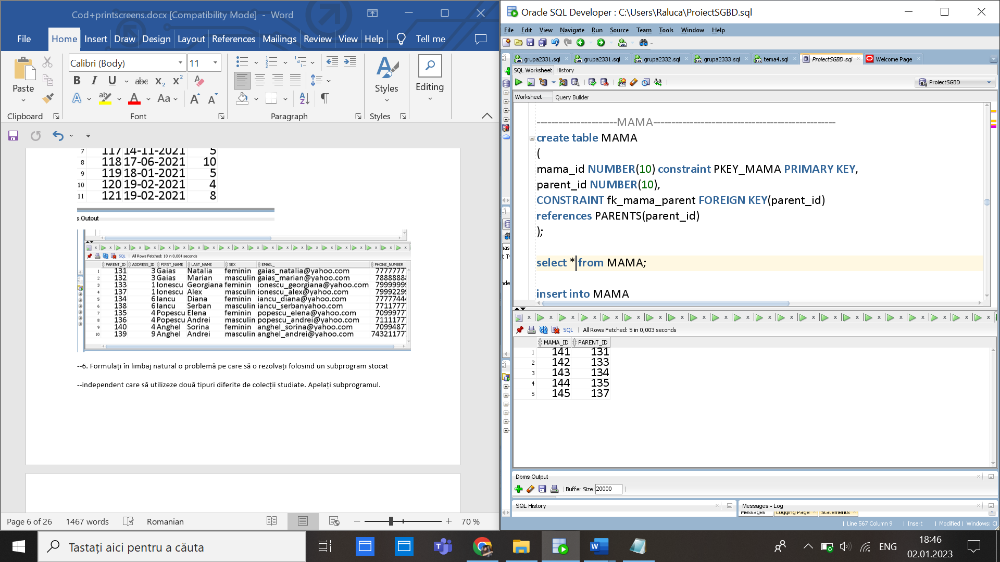 Cod+printscreens.docx [Compatibility Mode] - Word
File Home Insert Draw Design Layout References Mailings Review View Help Tell me
Calibri (Body) 11
Paste
Styles
Editing
Clipboard Font Paragraph Styles
7 117 14-11-2021 5
8 118 17-06-2021 10
9 119 18-01-2021 5
10 120 19-02-2021 4
11 121 19-02-2021 8
s Output
SQL | All Rows Fetched: 10 in 0,004 seconds
PARENT_ID ADDRESS_ID FIRST_NAME LAST_NAME SEX EMAIL_ PHONE_NUMBER
1 131 3 Gaias Natalia feminin gaias_natalia@yahoo.com 7777777
2 132 3 Gaias Marian masculin gaias_marian@yahoo.com 7888888
3 133 1 Ionescu Georgiana feminin ionescu_georgiana@yahoo.com 7999999
4 137 1 Ionescu Alex masculin ionescu_alex@yahoo.com 7999229
5 134 6 Iancu Diana feminin iancu_diana@yahoo.com 7777744
6 138 6 Iancu Serban masculin iancu_serbanyahoo.com 7711777
7 135 4 Popescu Elena feminin popescu_elena@yahoo.com 7099977
8 136 4 Popescu Andrei masculin popescu_andrei@yahoo.com 7111177
9 140 4 Anghel Sorina feminin anghel_sorina@yahoo.com 7099487
10 139 9 Anghel Andrei masculin anghel_andrei@yahoo.com 74321177
--6. Formulați în limbaj natural o problemă pe care să o rezolvați folosind un subprogram stocat
--independent care să utilizeze două tipuri diferite de colecții studiate. Apelați subprogramul.
Page 6 of 26 1467 words Romanian 70 %
Oracle SQL Developer : C:\Users\Raluca\ProiectSGBD.sql
File Edit View Navigate Run Source Team Tools Window Help
grupa2331.sql grupa2331.sql grupa2332.sql grupa2333.sql tema4.sql ProiectSGBD.sql Welcome Page
SQL Worksheet History
ProiectSGBD
Worksheet Query Builder
----------------------MAMA--------------------------------------------------
create table MAMA
(
mama_id NUMBER(10) constraint PKEY_MAMA PRIMARY KEY,
parent_id NUMBER(10),
CONSTRAINT fk_mama_parent FOREIGN KEY(parent_id)
references PARENTS(parent_id)
);
select * from MAMA;
insert into MAMA
SQL | All Rows Fetched: 5 in 0,003 seconds
MAMA_ID PARENT_ID
1 141 131
2 142 133
3 143 134
4 144 135
5 145 137
Dbms Output
Buffer Size: 20000
SQL History
Messages - Log
Messages Logging Page Statements
Line 567 Column 9 | Insert | Modified | Windows: Cl
Tastați aici pentru a căuta
ENG
18:46
02.01.2023